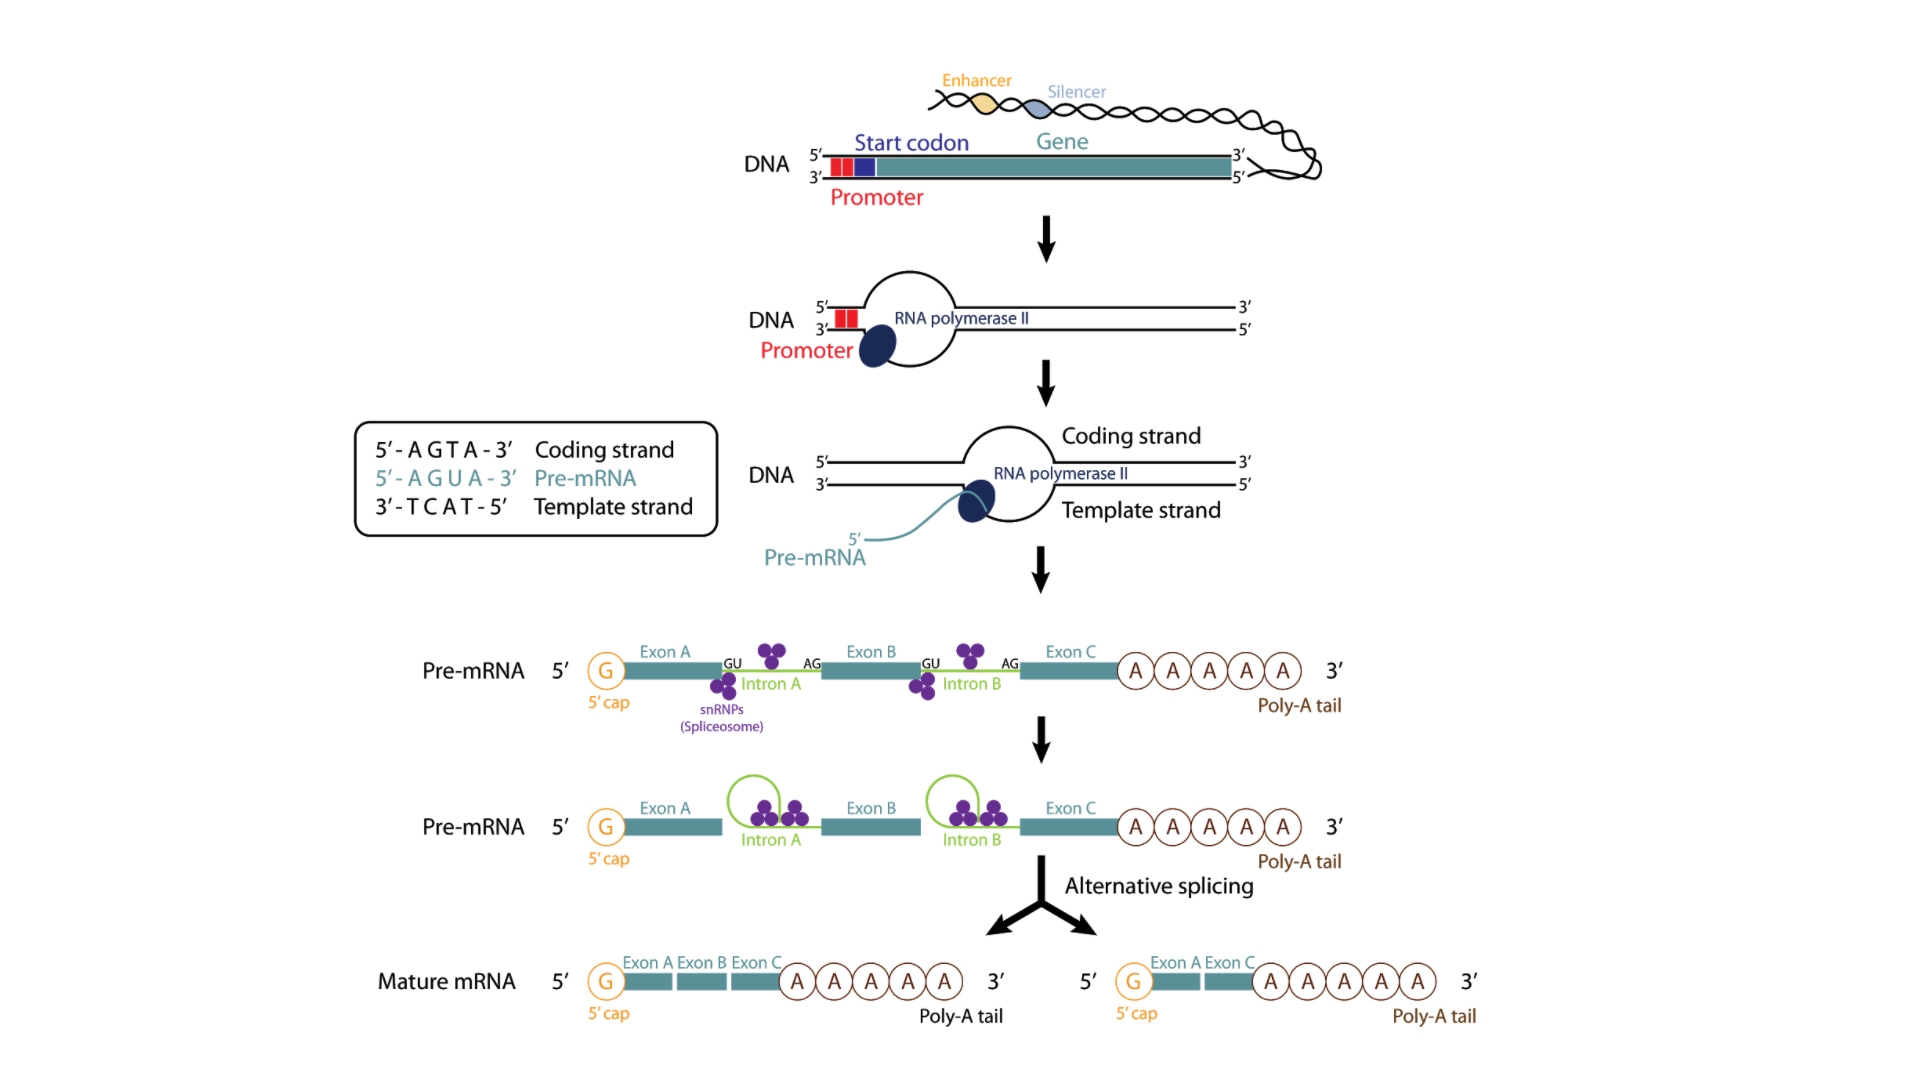 Enhancer
Silencer
Start codon
Gene
DNA
5′
3′
3′
5′
Promoter
5′
3′
DNA
RNA polymerase II
3′
5′
Promoter
Coding strand
5′
3′
DNA
RNA polymerase II
3′
5′
Template strand
5′
Pre-mRNA
5′ - A G T A - 3′ Coding strand
5′ - A G U A - 3′ Pre-mRNA
3′ - T C A T - 5′ Template strand
Exon A
Exon B
Exon C
Pre-mRNA 5′ G GU AG GU AG A A A A A 3′
Intron A
Intron B
5′ cap
Poly-A tail
snRNPs
(Spliceosome)
Exon A
Exon B
Exon C
Pre-mRNA 5′ G A A A A A 3′
Intron A
Intron B
5′ cap
Poly-A tail
Alternative splicing
Exon A Exon B Exon C
Mature mRNA 5′ G A A A A A 3′
5′ cap
Poly-A tail
Exon A Exon C
5′ G A A A A A 3′
5′ cap
Poly-A tail